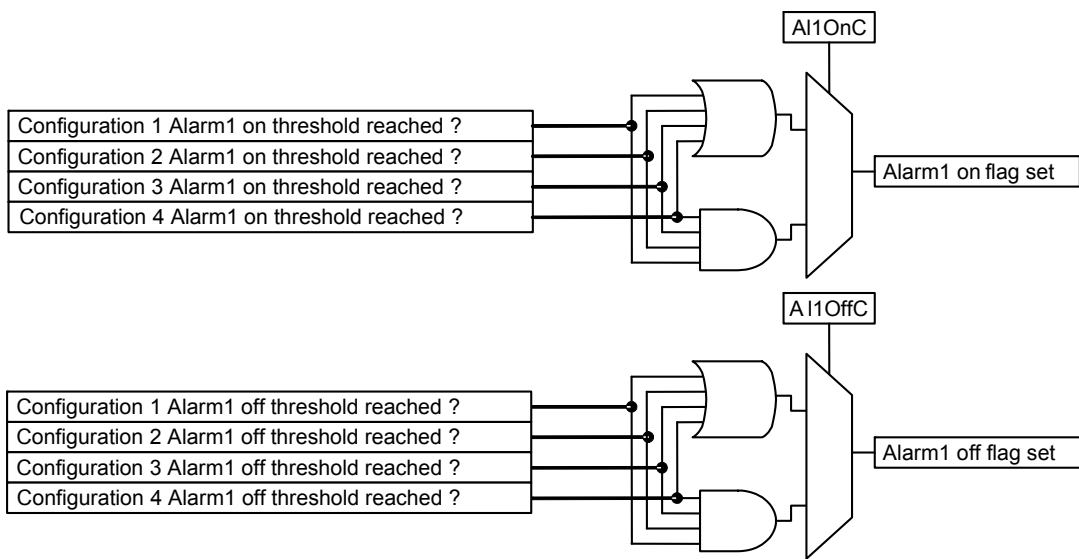 Al1OnC
Configuration 1 Alarm1 on threshold reached ?
Configuration 2 Alarm1 on threshold reached ?
Configuration 3 Alarm1 on threshold reached ?
Configuration 4 Alarm1 on threshold reached ?
Alarm1 on flag set
Al1OffC
Configuration 1 Alarm1 off threshold reached ?
Configuration 2 Alarm1 off threshold reached ?
Configuration 3 Alarm1 off threshold reached ?
Configuration 4 Alarm1 off threshold reached ?
Alarm1 off flag set